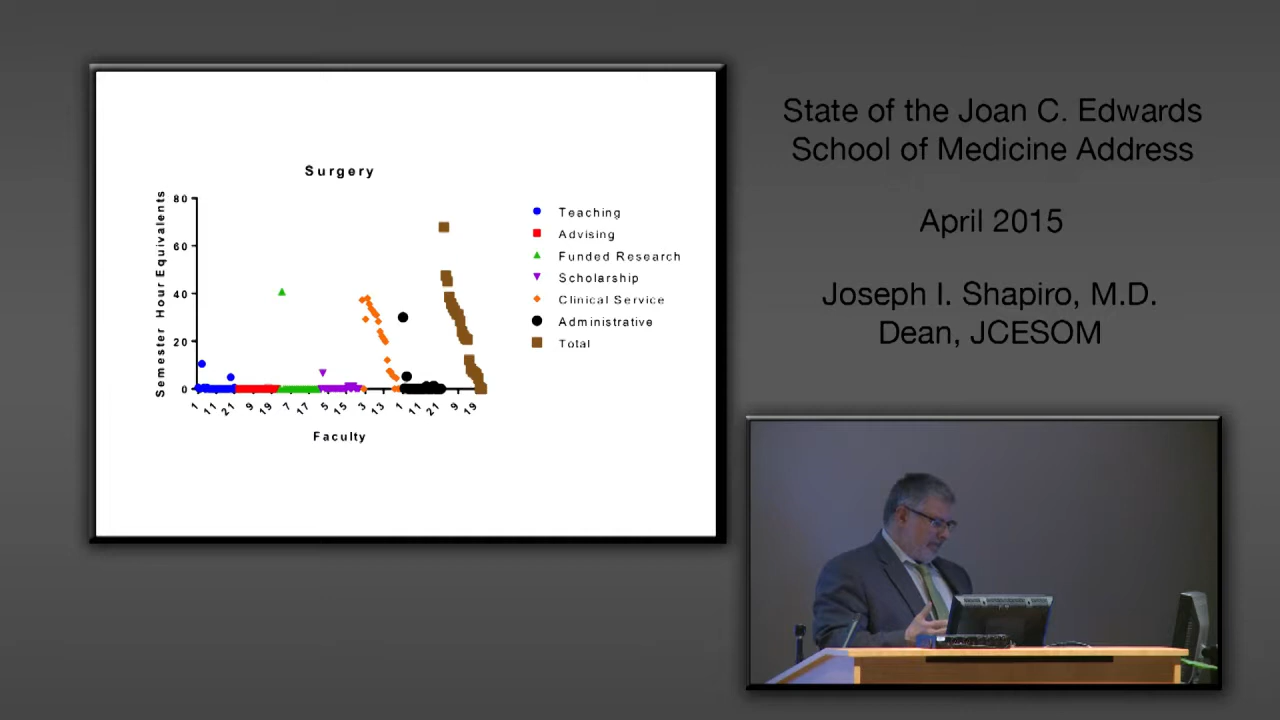 Surgery
80
60
40
20
0
Semester Hour Equivalents
1 11 21 9 19 7 17 5 15 3 13 1 11 21 9 19
Faculty
Teaching
Advising
Funded Research
Scholarship
Clinical Service
Administrative
Total
State of the Joan C. Edwards
School of Medicine Address
April 2015
Joseph I. Shapiro, M.D.
Dean, JCESOM